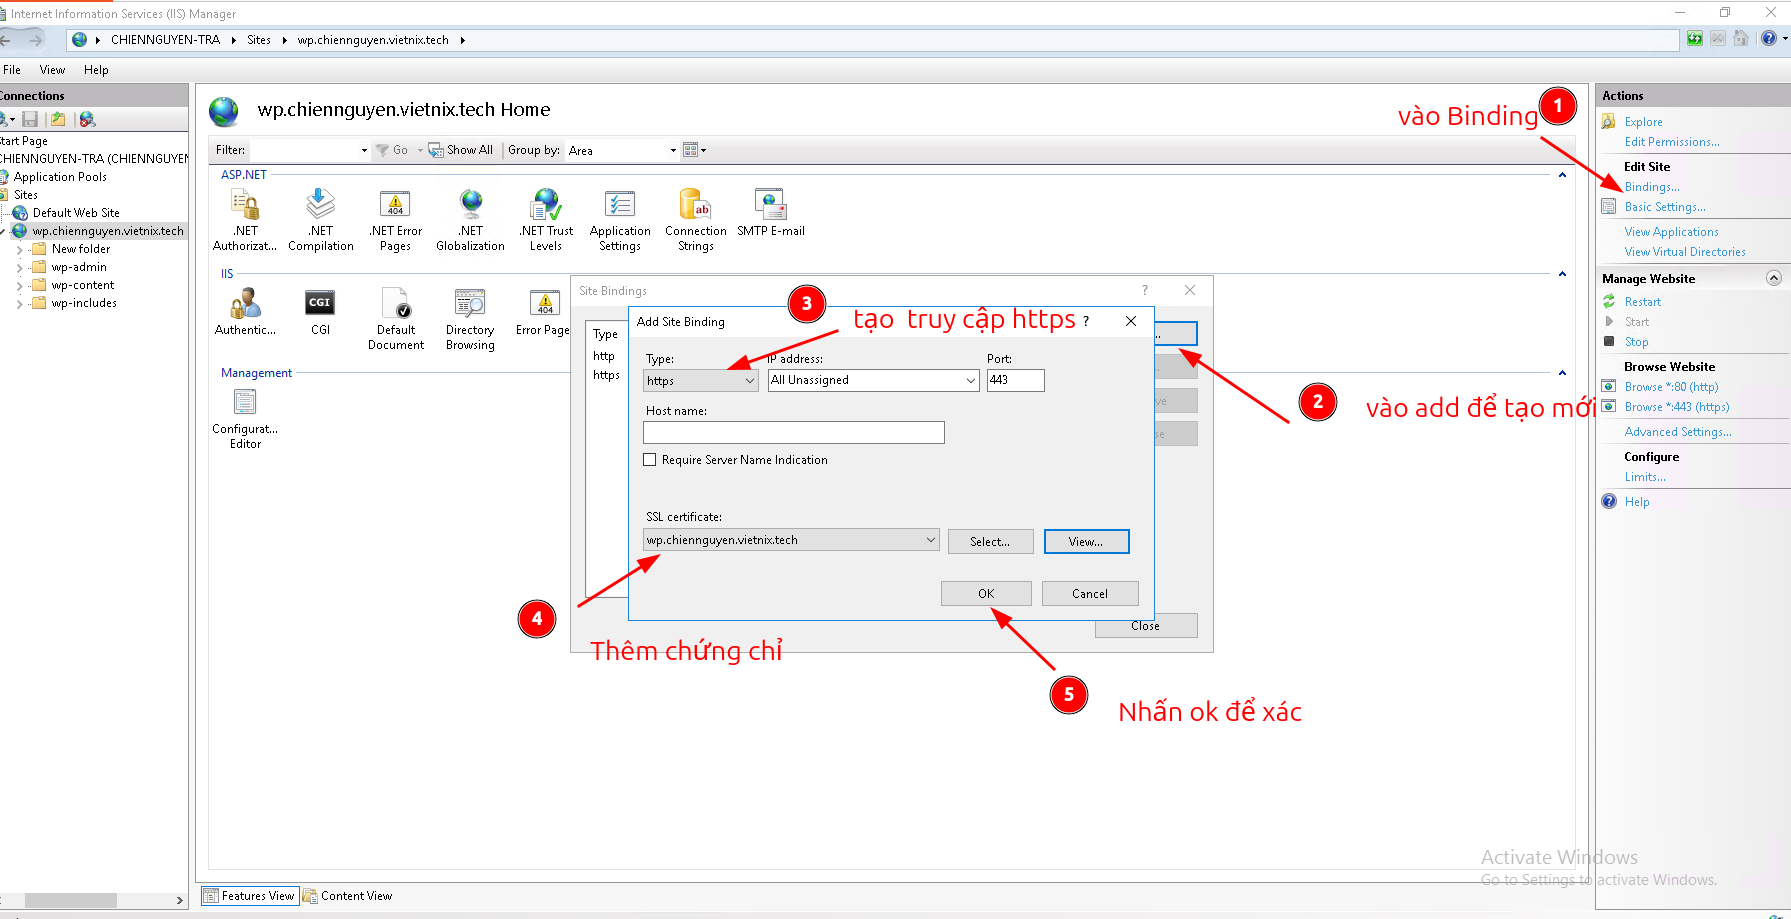 Internet Information Services (IIS) Manager
CHIENNGUYEN-TRA
Sites
wp.chiennguyen.vietnix.tech
File
View
Help
Connections
Start Page
CHIENNGUYEN-TRA (CHIENNGUYEN
Application Pools
Sites
Default Web Site
wp.chiennguyen.vietnix.tech
New folder
wp-admin
wp-content
wp-includes
wp.chiennguyen.vietnix.tech Home
Filter:
Go
Show All
Group by:
Area
ASP.NET
.NET Authorizat...
.NET Compilation
.NET Error Pages
.NET Globalization
.NET Trust Levels
Application Settings
Connection Strings
SMTP E-mail
IIS
Authentic...
CGI
Default Document
Directory Browsing
Error Page
Management
Configurat... Editor
Site Bindings
?
Type
http
https
Close
Add Site Binding
?
Type:
IP address:
Port:
https
All Unassigned
443
Host name:
Require Server Name Indication
SSL certificate:
wp.chiennguyen.vietnix.tech
Select...
View...
OK
Cancel
1
vào Binding
2
vào add để tạo mới
3
tạo truy cập https
4
Thêm chứng chỉ
5
Nhấn ok để xác
Actions
Explore
Edit Permissions...
Edit Site
Bindings...
Basic Settings...
View Applications
View Virtual Directories
Manage Website
Restart
Start
Stop
Browse Website
Browse *:80 (http)
Browse *:443 (https)
Advanced Settings...
Configure
Limits...
Help
Features View
Content View
Activate Windows
Go to Settings to activate Windows.